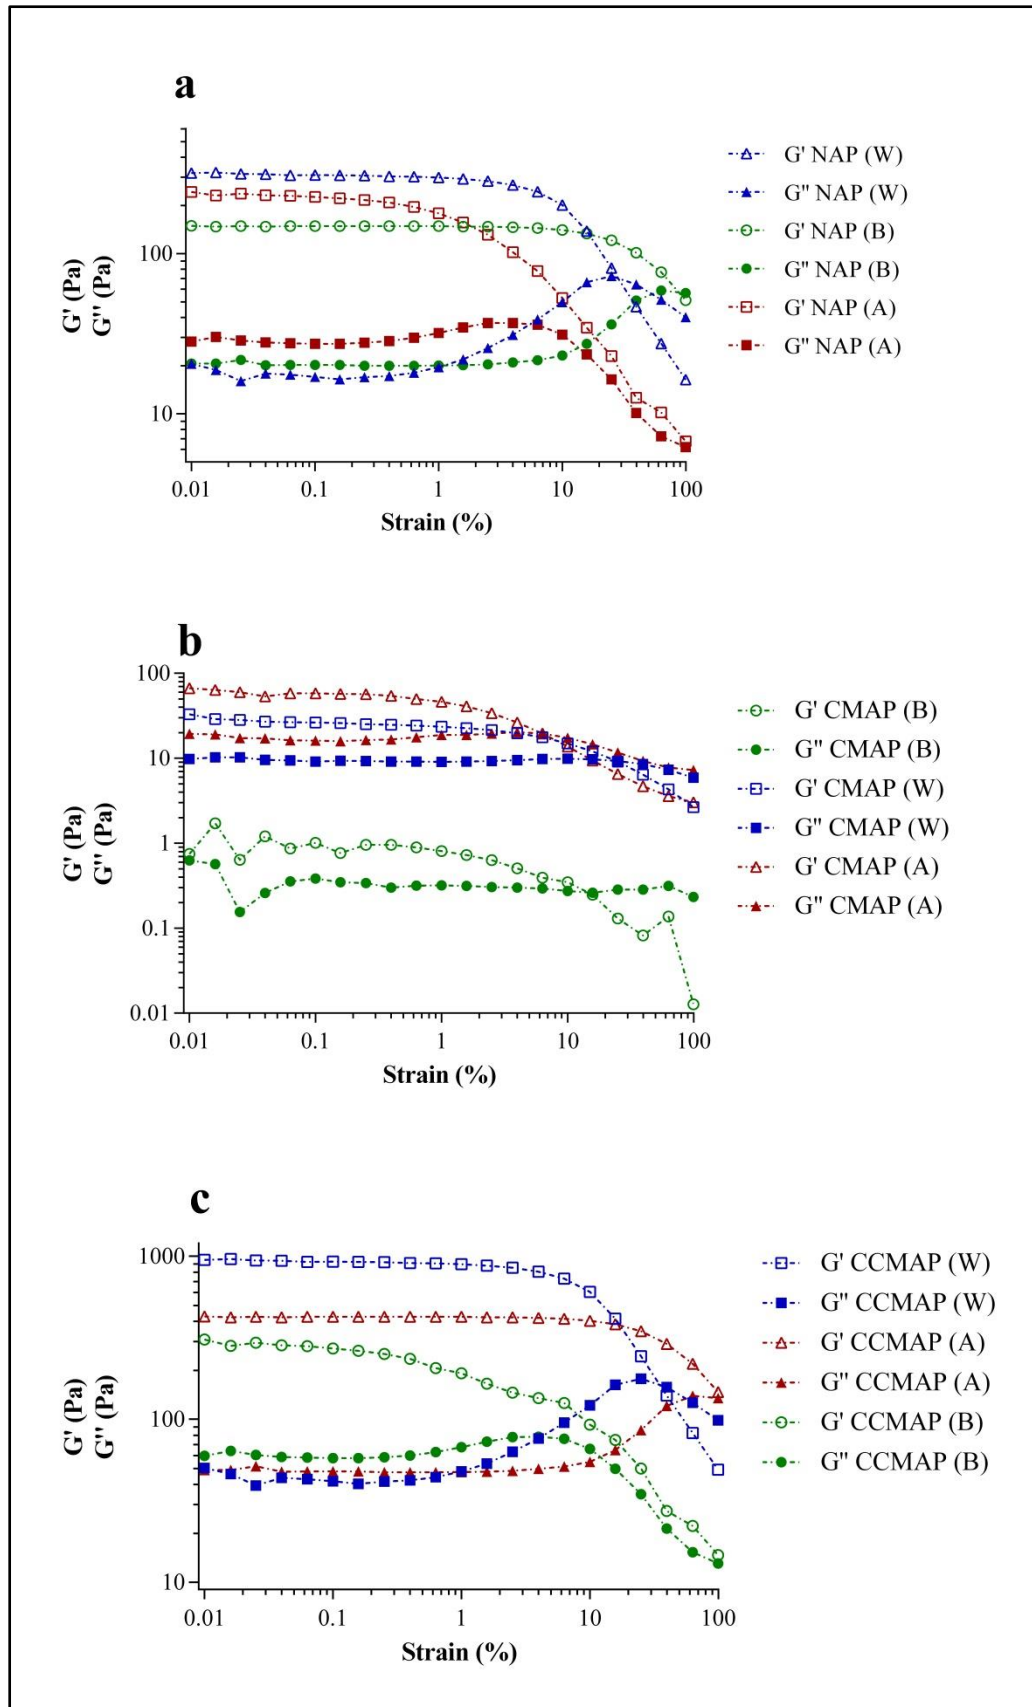 a
100
10
0.01 0.1 1 10 100
G' (Pa)
G'' (Pa)
Strain (%)
G' NAP (W)
G'' NAP (W)
G' NAP (B)
G'' NAP (B)
G' NAP (A)
G'' NAP (A)
b
100
10
1
0.1
0.01
0.01 0.1 1 10 100
G' (Pa)
G'' (Pa)
Strain (%)
G' CMAP (B)
G'' CMAP (B)
G' CMAP (W)
G'' CMAP (W)
G' CMAP (A)
G'' CMAP (A)
c
1000
100
10
0.01 0.1 1 10 100
G' (Pa)
G'' (Pa)
Strain (%)
G' CCMAP (W)
G'' CCMAP (W)
G' CCMAP (A)
G'' CCMAP (A)
G' CCMAP (B)
G'' CCMAP (B)